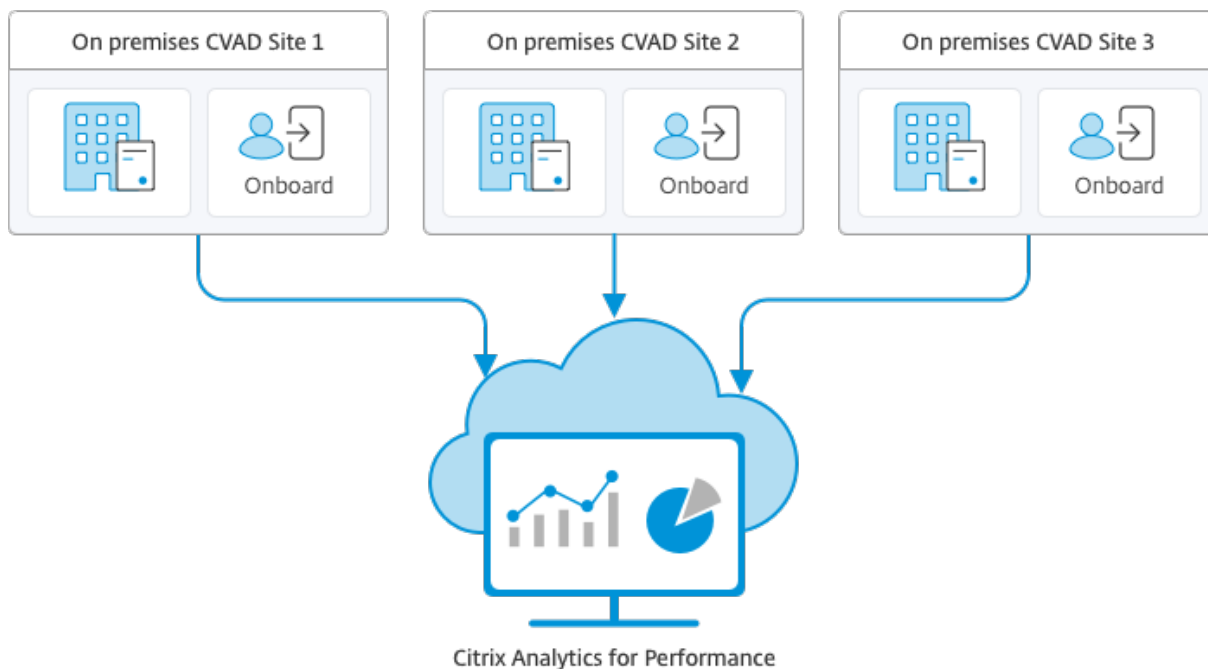 On premises CVAD Site 1
On premises CVAD Site 2
On premises CVAD Site 3
Onboard
Onboard
Onboard
Citrix Analytics for Performance